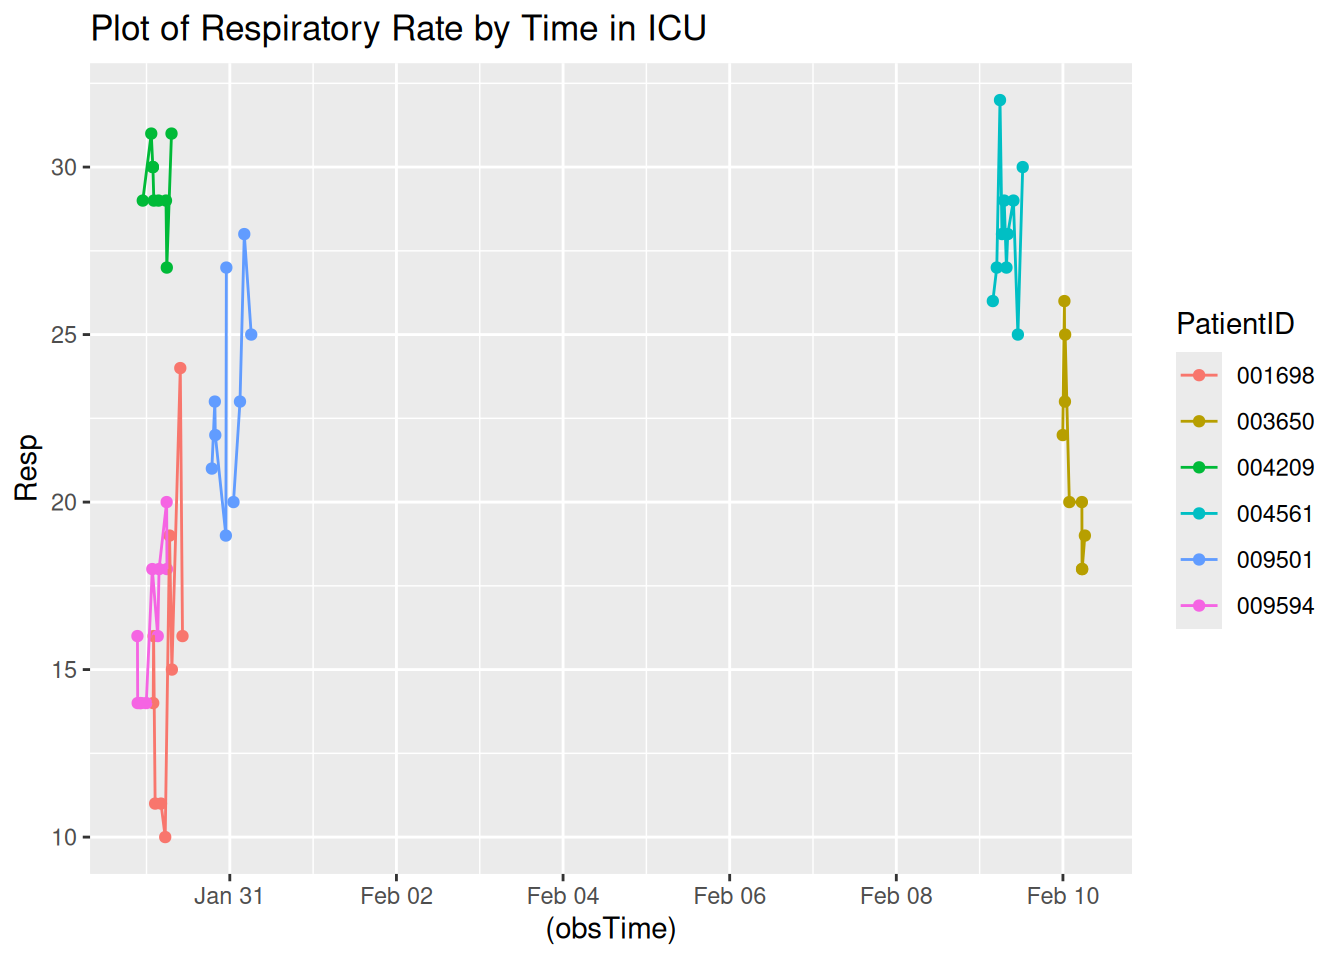 Plot of Respiratory Rate by Time in ICU
30
25
20
15
10
Resp
Jan 31 Feb 02 Feb 04 Feb 06 Feb 08 Feb 10
(obsTime)
PatientID
001698
003650
004209
004561
009501
009594